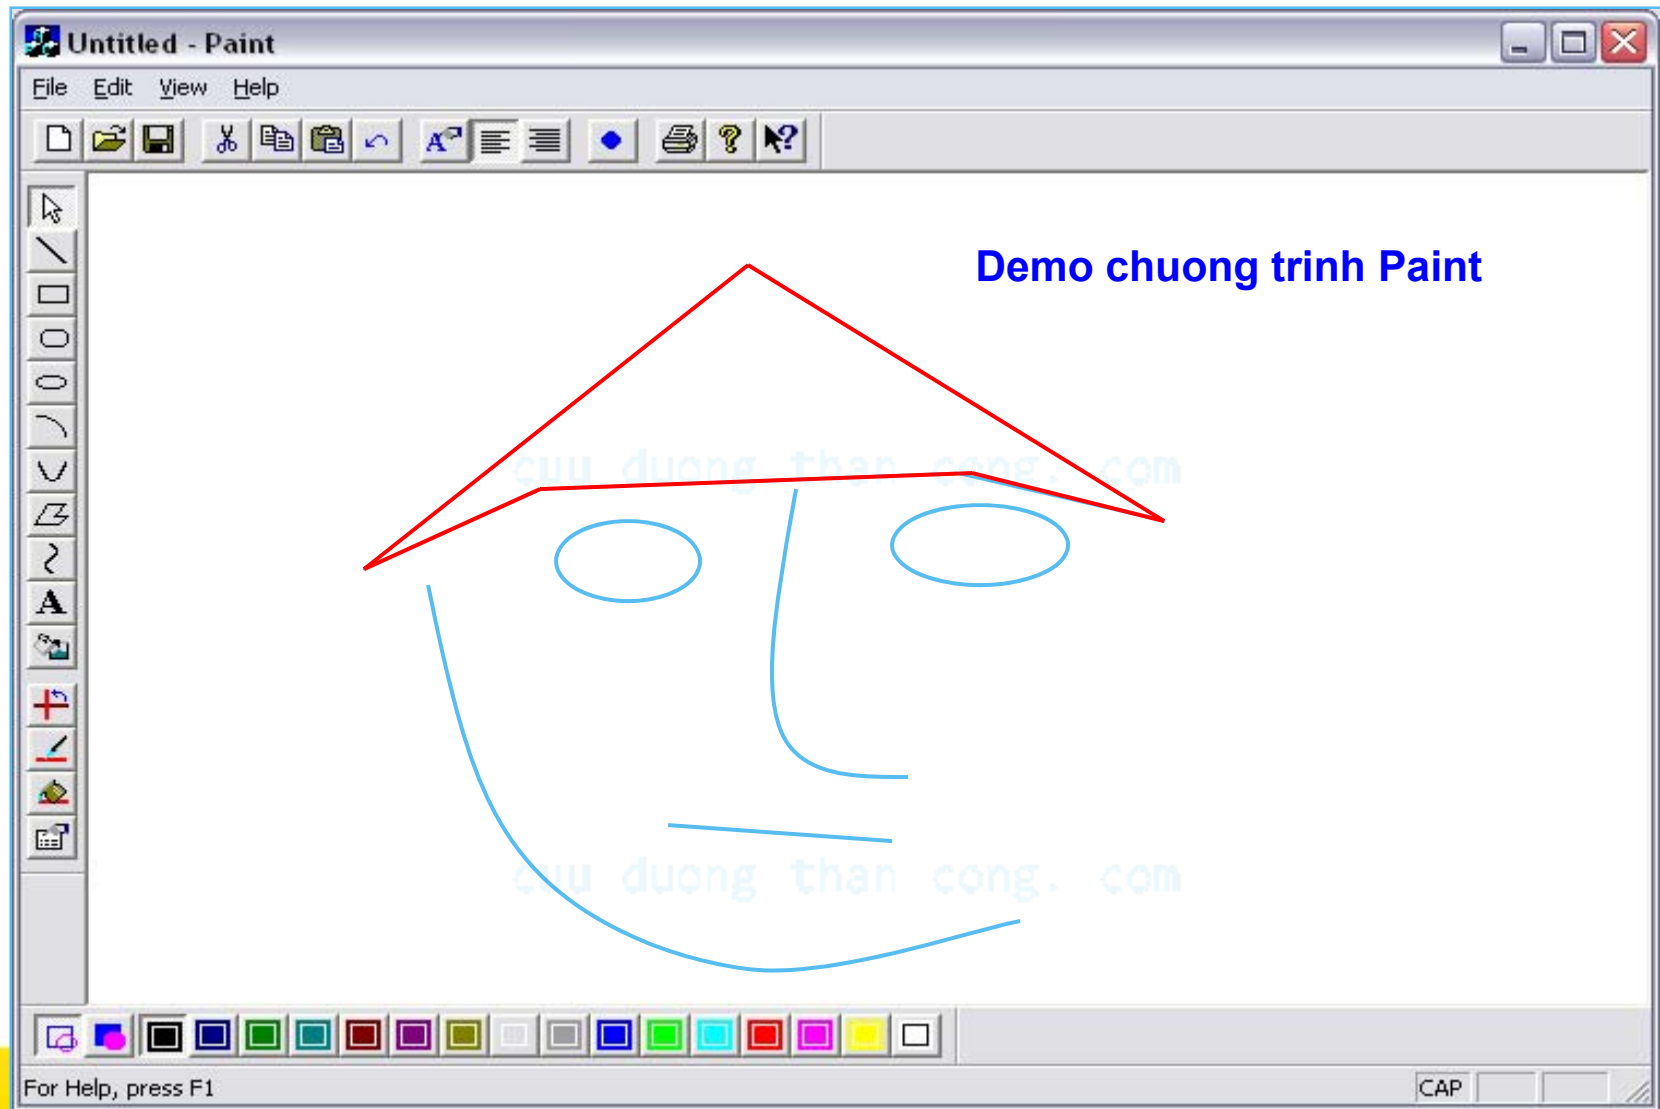 Untitled - Paint
File Edit View Help
Demo chuong trinh Paint
cuu duong than cong. com
cuu duong than cong. com
For Help, press F1
CAP